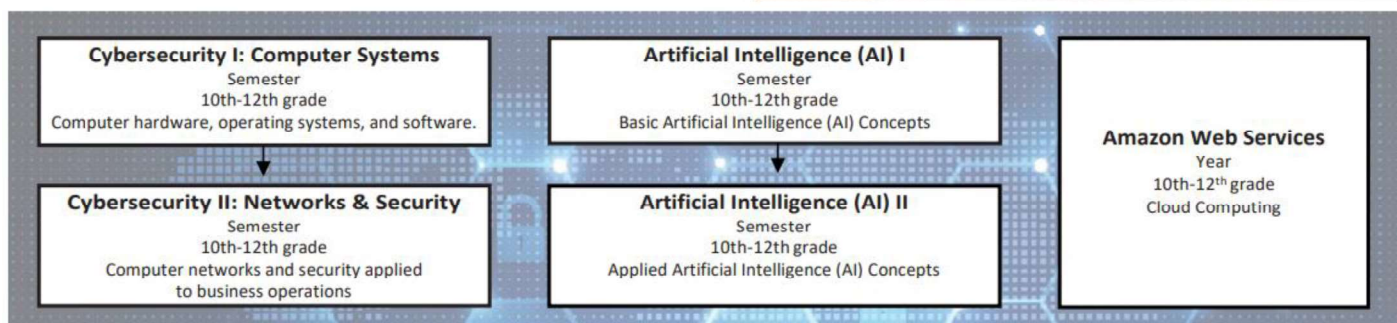 Cybersecurity I: Computer Systems
Semester
10th-12th grade
Computer hardware, operating systems, and software.
Cybersecurity II: Networks & Security
Semester
10th-12th grade
Computer networks and security applied
to business operations
Artificial Intelligence (AI) I
Semester
10th-12th grade
Basic Artificial Intelligence (AI) Concepts
Artificial Intelligence (AI) II
Semester
10th-12th grade
Applied Artificial Intelligence (AI) Concepts
Amazon Web Services
Year
10th-12th grade
Cloud Computing